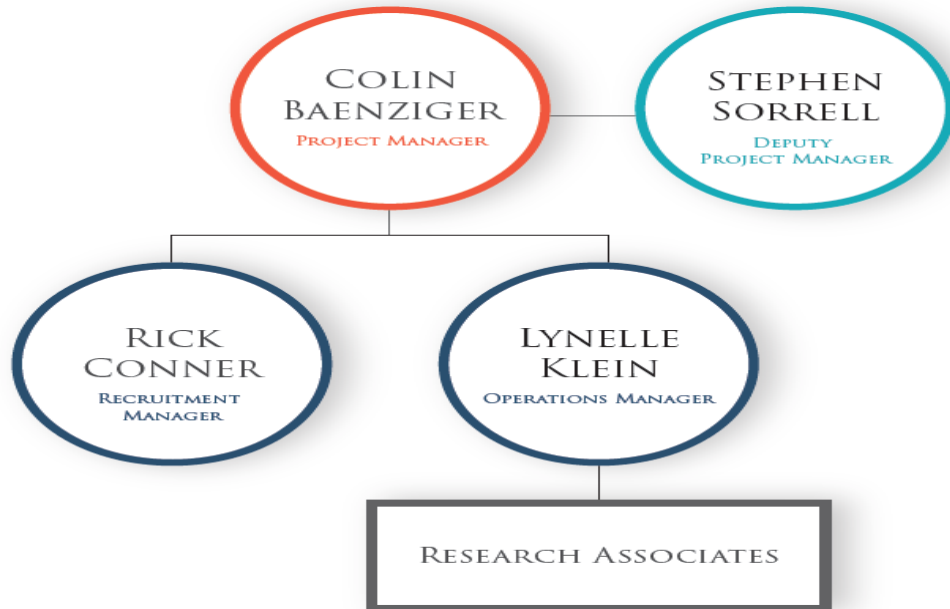 COLIN
BAENZIGER
PROJECT MANAGER
STEPHEN
SORRELL
DEPUTY
PROJECT MANAGER
RICK
CONNER
RECRUITMENT
MANAGER
LYNELLE
KLEIN
OPERATIONS MANAGER
RESEARCH ASSOCIATES